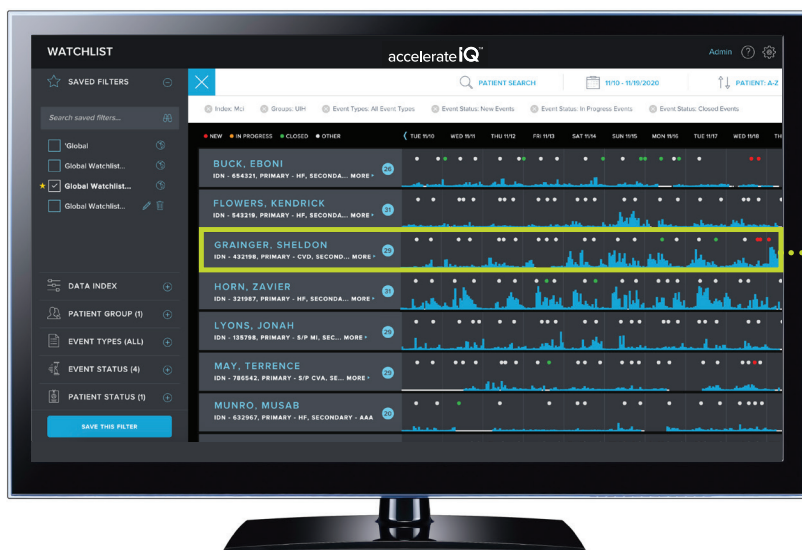 WATCHLIST
accelerateiQ™
Admin
SAVED FILTERS
PATIENT SEARCH
11/10 - 11/19/2020
PATIENT: A-Z
Search saved filters...
Index: Mcl
Groups: UIH
Event Types: All Event Types
Event Status: New Events
Event Status: In Progress Events
Event Status: Closed Events
NEW
IN PROGRESS
CLOSED
OTHER
TUE 11/10
WED 11/11
THU 11/12
FRI 11/13
SAT 11/14
SUN 11/15
MON 11/16
TUE 11/17
WED 11/18
TH
'Global
Global Watchlist...
Global Watchlist...
Global Watchlist...
BUCK, EBONI
IDN - 654321, PRIMARY - HF, SECONDA... MORE
26
FLOWERS, KENDRICK
IDN - 543219, PRIMARY - HF, SECONDA... MORE
31
GRAINGER, SHELDON
IDN - 432198, PRIMARY - CVD, SECOND... MORE
29
HORN, ZAVIER
IDN - 321987, PRIMARY - HF, SECONDA... MORE
31
LYONS, JONAH
IDN - 135798, PRIMARY - S/P MI, SEC... MORE
29
MAY, TERRENCE
IDN - 786542, PRIMARY - S/P CVA, SE... MORE
29
MUNRO, MUSAB
IDN - 632967, PRIMARY - HF, SECONDARY - AAA
20
DATA INDEX
PATIENT GROUP (1)
EVENT TYPES (ALL)
EVENT STATUS (4)
PATIENT STATUS (1)
SAVE THIS FILTER